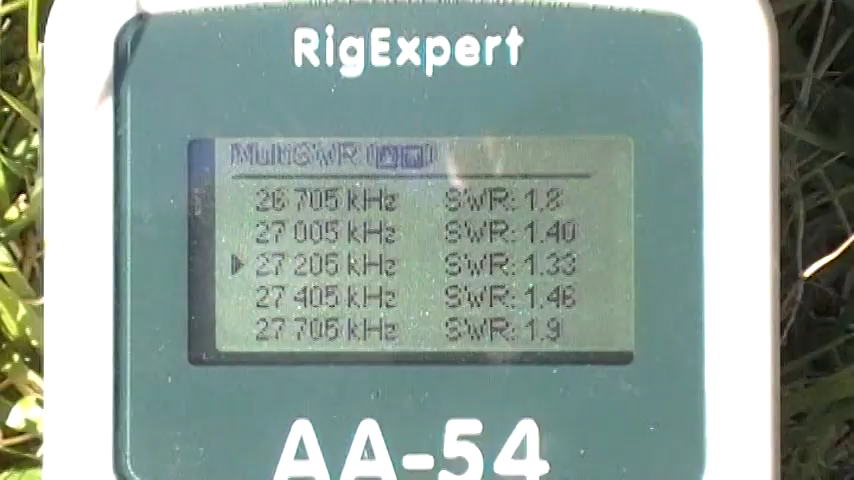 RigExpert
MultiSWR
26 705 kHz SWR: 1.8
27 005 kHz SWR: 1.40
27 205 kHz SWR: 1.33
27 405 kHz SWR: 1.46
27 705 kHz SWR: 1.9
AA-54